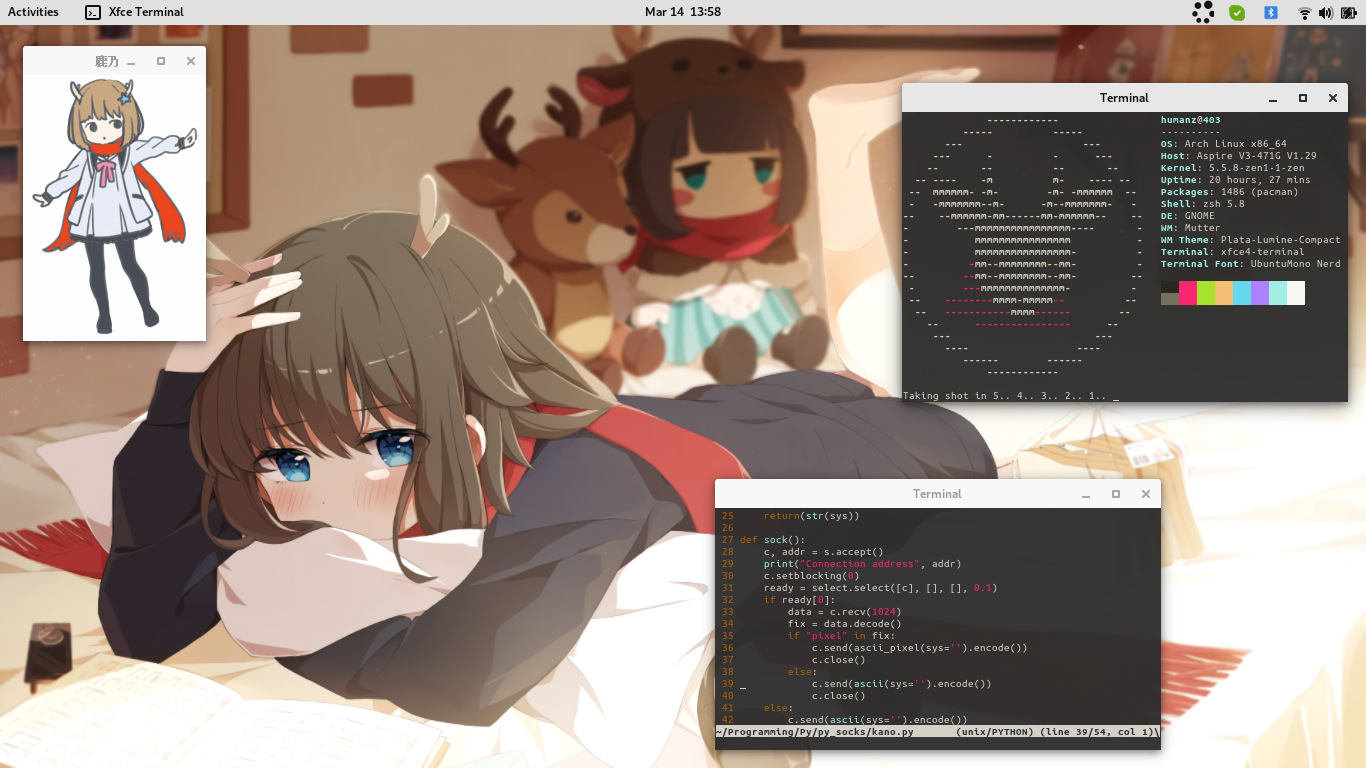 Activities
Xfce Terminal
Mar 14 13:58
鹿乃
Terminal
humanz@403
----------
OS: Arch Linux x86_64
Host: Aspire V3-471G V1.29
Kernel: 5.5.8-zen1-1-zen
Uptime: 20 hours, 27 mins
Packages: 1486 (pacman)
Shell: zsh 5.8
DE: GNOME
WM: Mutter
WM Theme: Plata-Lumine-Compact
Terminal: xfce4-terminal
Terminal Font: UbuntuMono Nerd
Taking shot in 5.. 4.. 3.. 2.. 1.. _
Terminal
25     return(str(sys))
26
27 def sock():
28     c, addr = s.accept()
29     print("Connection address", addr)
30     c.setblocking(0)
31     ready = select.select([c], [], [], 0.1)
32     if ready[0]:
33         data = c.recv(1024)
34         fix = data.decode()
35         if "pixel" in fix:
36             c.send(ascii_pixel(sys='').encode())
37             c.close()
38         else:
39             c.send(ascii(sys='').encode())
40             c.close()
41     else:
42         c.send(ascii(sys='').encode())
~/Programming/Py/py_socks/kano.py (unix/PYTHON) (line 39/54, col 1)\